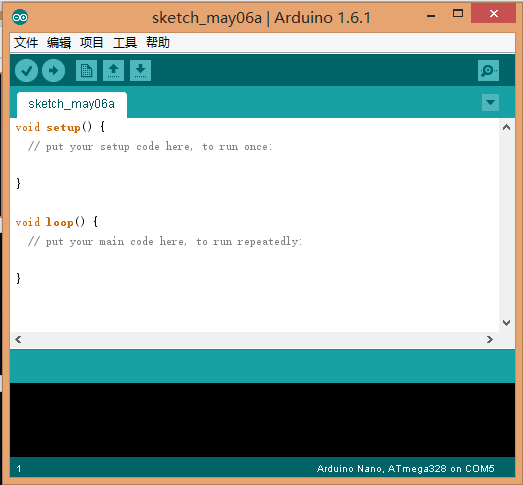 sketch_may06a | Arduino 1.6.1
文件 编辑 项目 工具 帮助
sketch_may06a
void setup() {
// put your setup code here, to run once:
}
void loop() {
// put your main code here, to run repeatedly:
}
1 Arduino Nano, ATmega328 on COM5